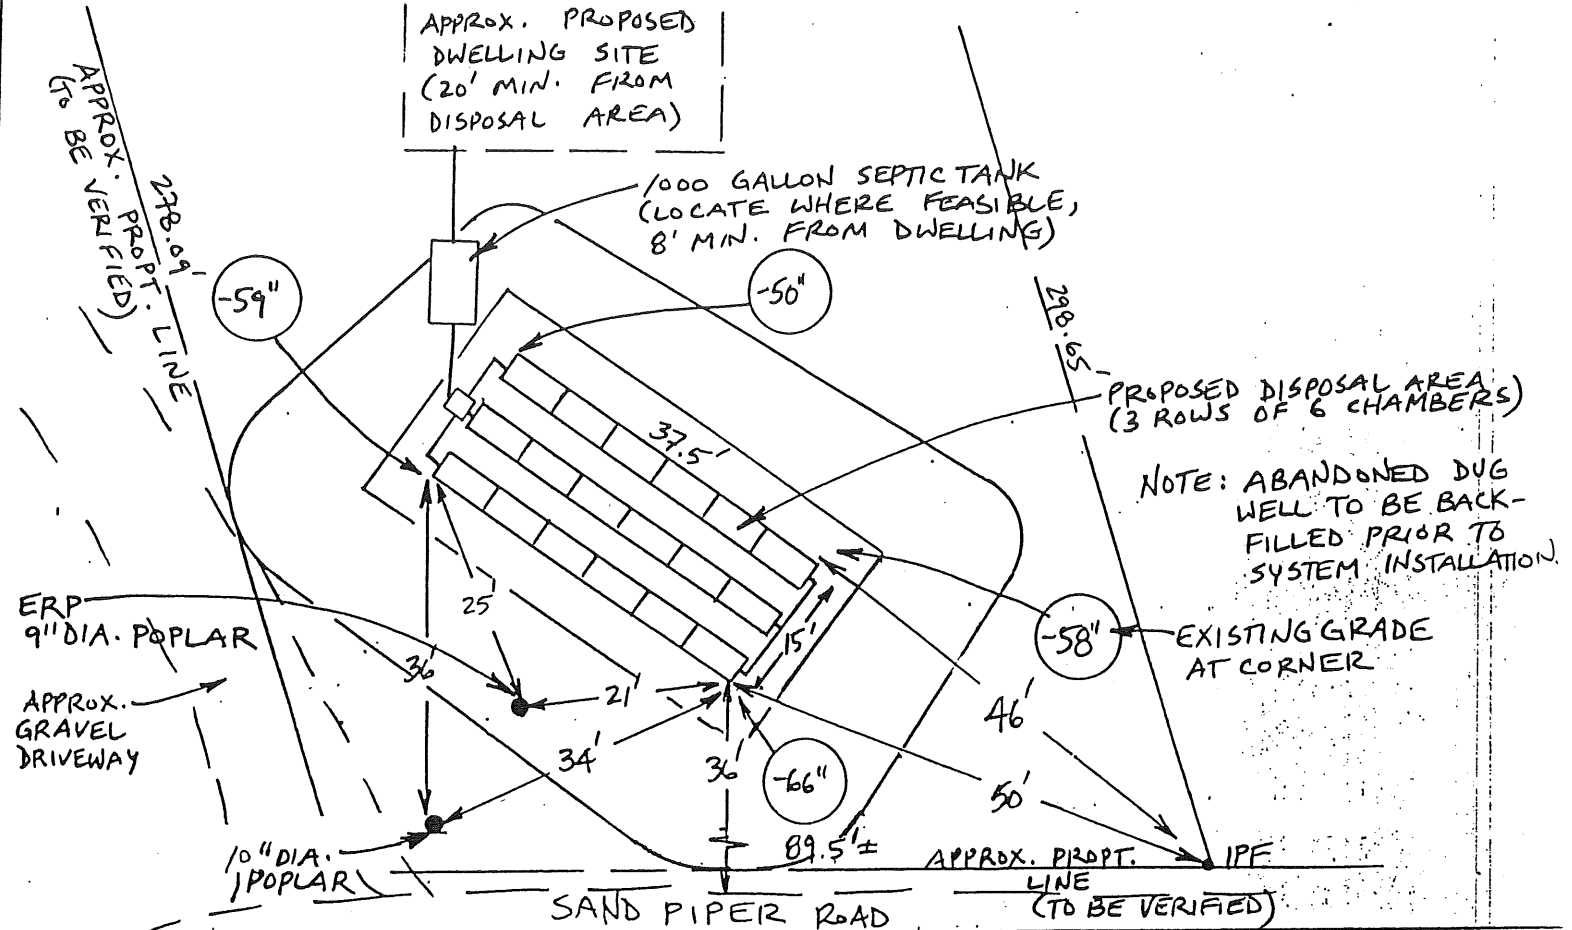 APPROX. PROPOSED
DWELLING SITE
(20' MIN. FROM
DISPOSAL AREA)
APPROX. PROPT. LINE
(TO BE VERIFIED)
278.09'
1000 GALLON SEPTIC TANK
(LOCATE WHERE FEASIBLE,
8' MIN. FROM DWELLING)
-59"
-50"
298.65'
PROPOSED DISPOSAL AREA
(3 ROWS OF 6 CHAMBERS)
37.5'
NOTE: ABANDONED DUG
WELL TO BE BACK-
FILLED PRIOR TO
SYSTEM INSTALLATION.
ERP
9" DIA. POPLAR
25'
15'
-58"
EXISTING GRADE
AT CORNER
36'
21'
APPROX.
GRAVEL
DRIVEWAY
46'
34'
36'
-66"
50'
89.5'±
10" DIA.
POPLAR
APPROX. PROPT.
LINE
(TO BE VERIFIED)
IPF
SAND PIPER ROAD